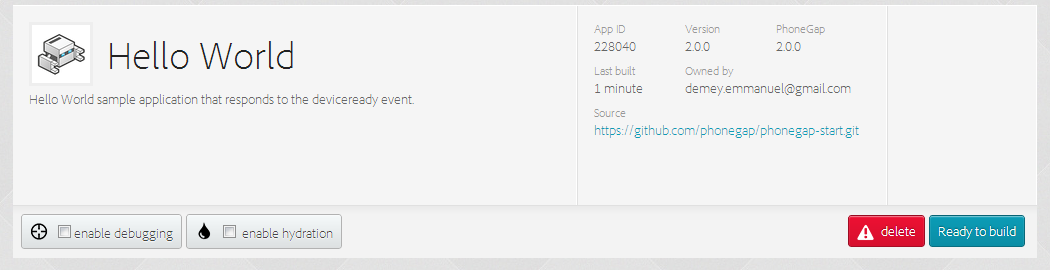 Hello World
Hello World sample application that responds to the deviceready event.
App ID Version PhoneGap
228040 2.0.0 2.0.0
Last built Owned by
1 minute demey.emmanuel@gmail.com
Source
https://github.com/phonegap/phonegap-start.git
enable debugging enable hydration delete Ready to build